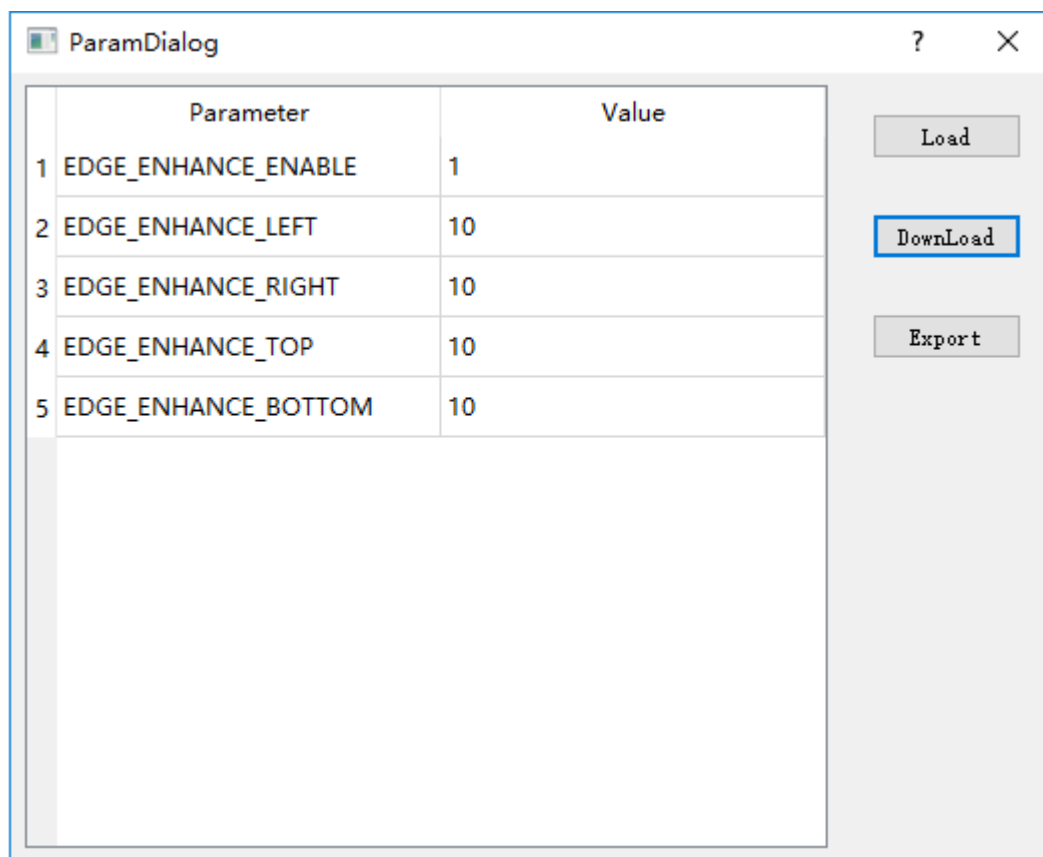 ParamDialog ? ×
Parameter Value
1 EDGE_ENHANCE_ENABLE 1
2 EDGE_ENHANCE_LEFT 10
3 EDGE_ENHANCE_RIGHT 10
4 EDGE_ENHANCE_TOP 10
5 EDGE_ENHANCE_BOTTOM 10
Load
DownLoad
Export